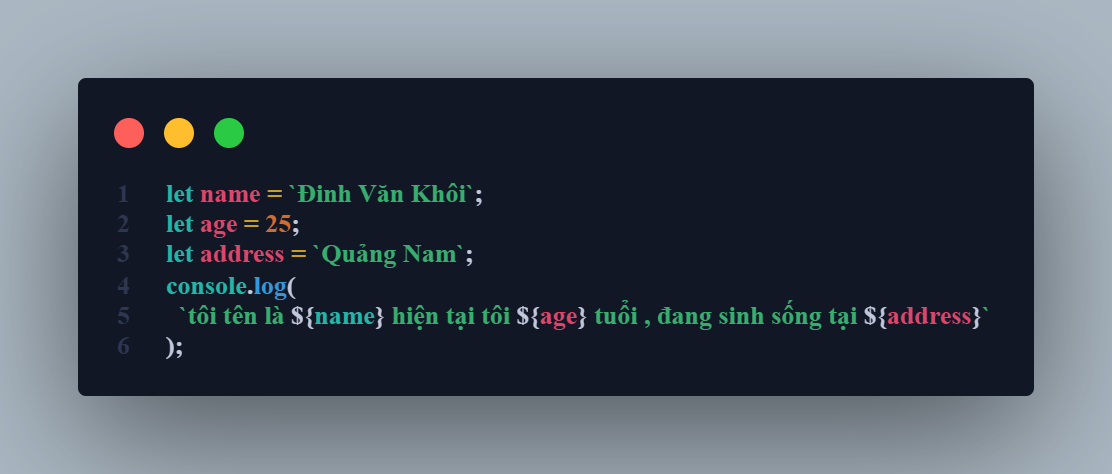 1 let name = `Đinh Văn Khôi`;
2 let age = 25;
3 let address = `Quảng Nam`;
4 console.log(
5 `tôi tên là ${name} hiện tại tôi ${age} tuổi , đang sinh sống tại ${address}`
6 );